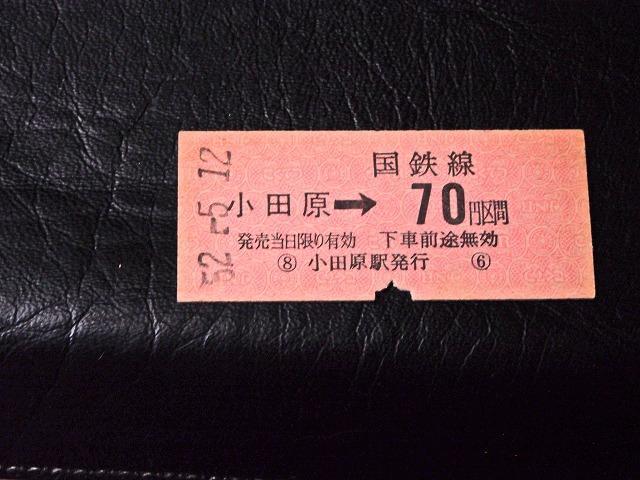 国鉄線
小田原→70円区間
発売当日限り有効 下車前途無効
⑧ 小田原駅発行 ⑥
52.-5.12